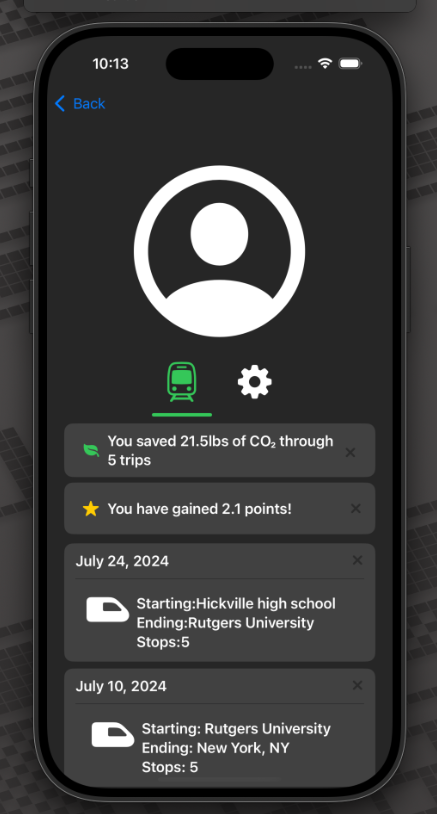 10:13
Back
You saved 21.5lbs of CO₂ through
5 trips
You have gained 2.1 points!
July 24, 2024
Starting:Hickville high school
Ending:Rutgers University
Stops:5
July 10, 2024
Starting: Rutgers University
Ending: New York, NY
Stops: 5